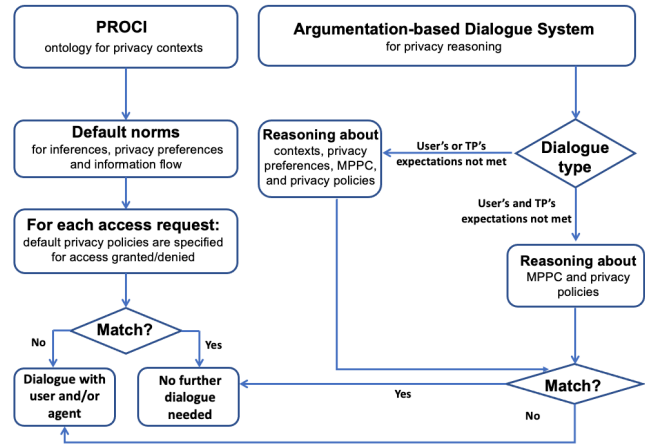 PROCI
ontology for privacy contexts
Argumentation-based Dialogue System
for privacy reasoning
Default norms
for inferences, privacy preferences
and information flow
Reasoning about
contexts, privacy
preferences, MPPC,
and privacy policies
User's or TP's
expectations not met
Dialogue
type
For each access request:
default privacy policies are specified
for access granted/denied
User's and TP's
expectations not met
Reasoning about
MPPC and privacy
policies
Match?
No
Yes
Dialogue with
user and/or
agent
No further
dialogue
needed
Yes
Match?
No